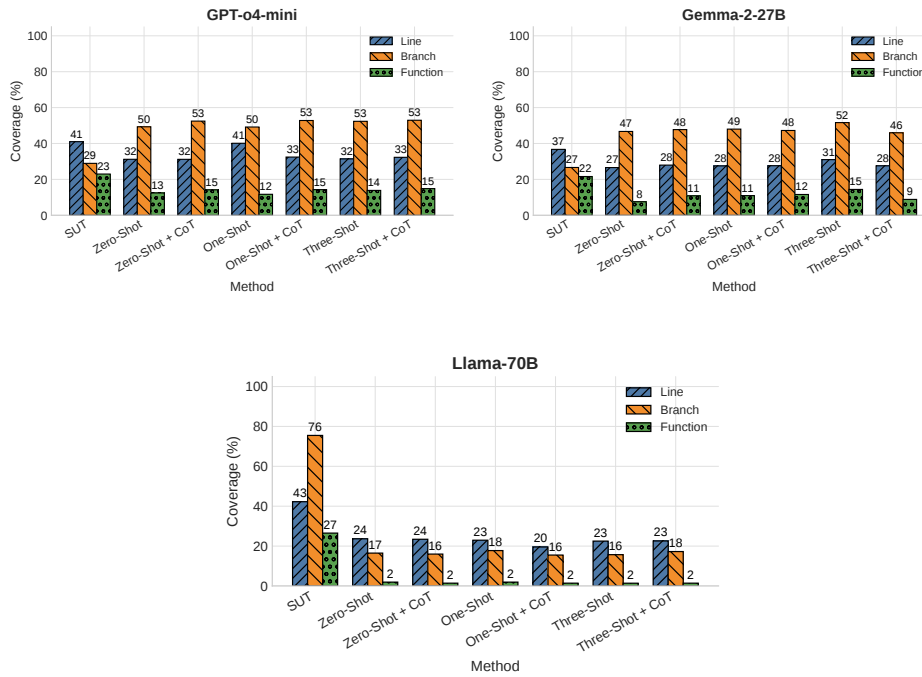 GPT-o4-mini
Coverage (%)
100
80
60
40
20
0
Line
Branch
Function
41 29 23
32 50 13
32 53 15
41 50 12
33 53 15
32 53 14
33 53 15
SUT
Zero-Shot
Zero-Shot + CoT
One-Shot
One-Shot + CoT
Three-Shot
Three-Shot + CoT
Method
Gemma-2-27B
Coverage (%)
100
80
60
40
20
0
Line
Branch
Function
37 27 22
27 47 8
28 48 11
28 49 11
28 48 12
31 52 15
28 46 9
SUT
Zero-Shot
Zero-Shot + CoT
One-Shot
One-Shot + CoT
Three-Shot
Three-Shot + CoT
Method
Llama-70B
Coverage (%)
100
80
60
40
20
0
Line
Branch
Function
43 76 27
24 17 2
24 16 2
23 18 2
20 16 2
23 16 2
23 18 2
SUT
Zero-Shot
Zero-Shot + CoT
One-Shot
One-Shot + CoT
Three-Shot
Three-Shot + CoT
Method